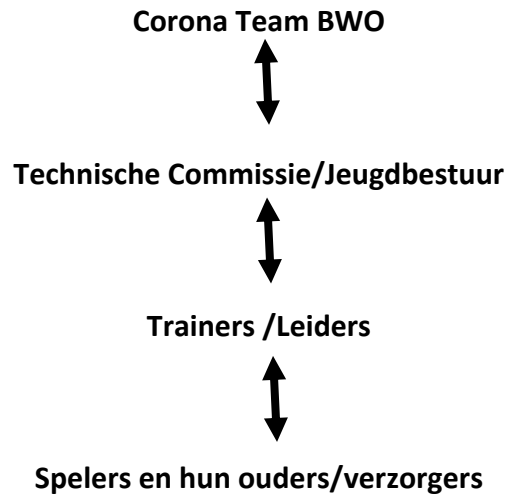 Corona Team BWO
Technische Commissie/Jeugdbestuur
Trainers /Leiders
Spelers en hun ouders/verzorgers